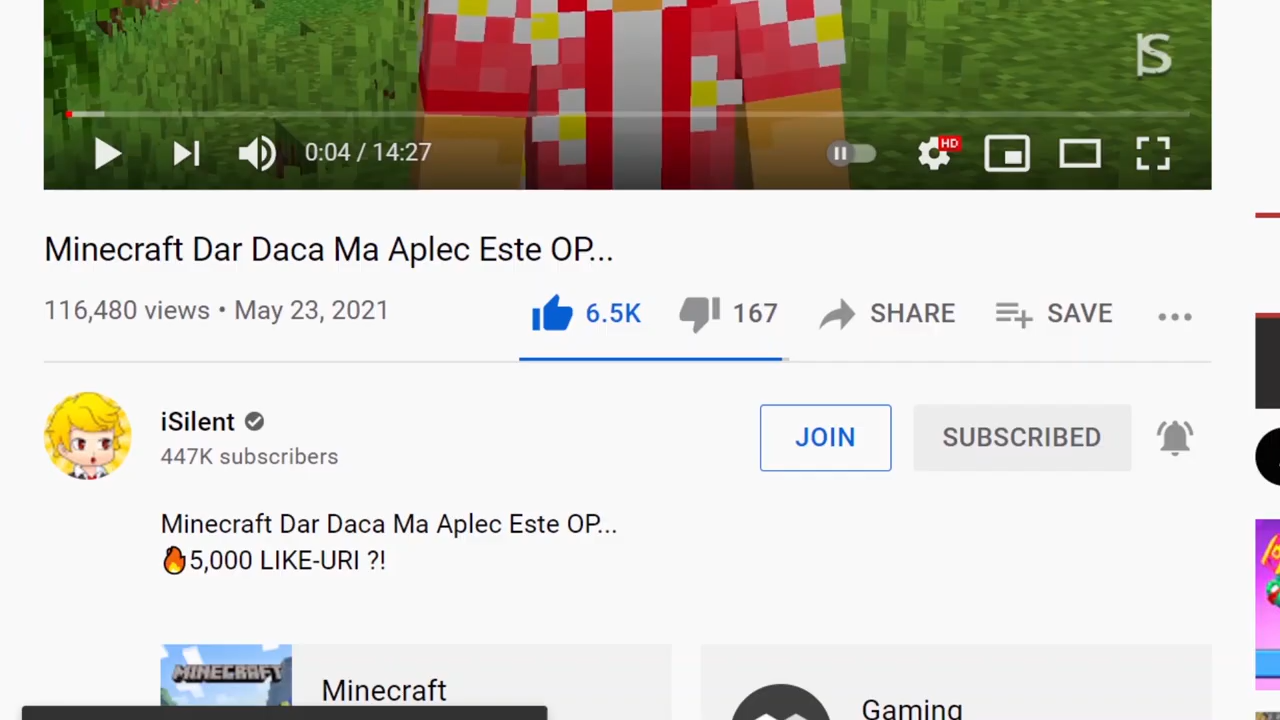 JS
0:04 / 14:27
HD
Minecraft Dar Daca Ma Aplec Este OP...
116,480 views • May 23, 2021
6.5K
167
SHARE
SAVE
iSilent
447K subscribers
JOIN
SUBSCRIBED
Minecraft Dar Daca Ma Aplec Este OP...
🔥5,000 LIKE-URI ?!
MINECRAFT
Minecraft
Gaming